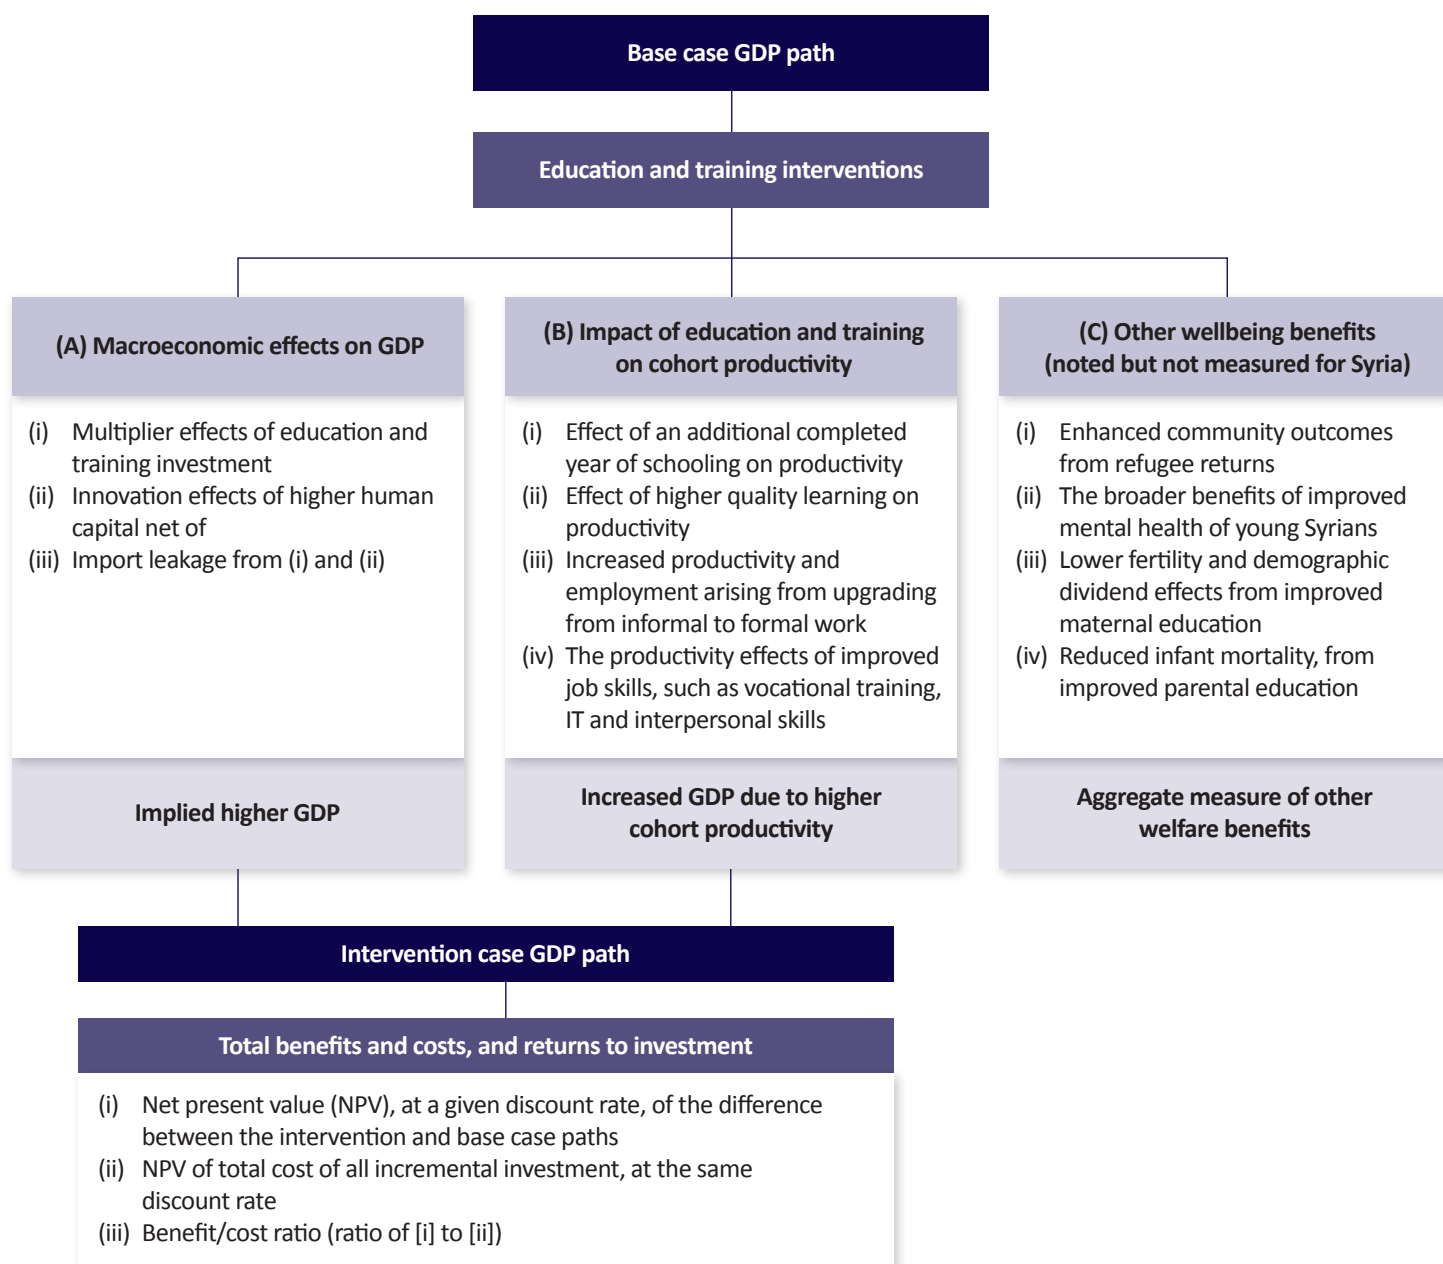 Base case GDP path
Education and training interventions
(A) Macroeconomic effects on GDP
(i) Multiplier effects of education and
training investment
(ii) Innovation effects of higher human
capital net of
(iii) Import leakage from (i) and (ii)
Implied higher GDP
(B) Impact of education and training
on cohort productivity
(i) Effect of an additional completed
year of schooling on productivity
(ii) Effect of higher quality learning on
productivity
(iii) Increased productivity and
employment arising from upgrading
from informal to formal work
(iv) The productivity effects of improved
job skills, such as vocational training,
IT and interpersonal skills
Increased GDP due to higher
cohort productivity
(C) Other wellbeing benefits
(noted but not measured for Syria)
(i) Enhanced community outcomes
from refugee returns
(ii) The broader benefits of improved
mental health of young Syrians
(iii) Lower fertility and demographic
dividend effects from improved
maternal education
(iv) Reduced infant mortality, from
improved parental education
Aggregate measure of other
welfare benefits
Intervention case GDP path
Total benefits and costs, and returns to investment
(i) Net present value (NPV), at a given discount rate, of the difference
between the intervention and base case paths
(ii) NPV of total cost of all incremental investment, at the same
discount rate
(iii) Benefit/cost ratio (ratio of [i] to [ii])